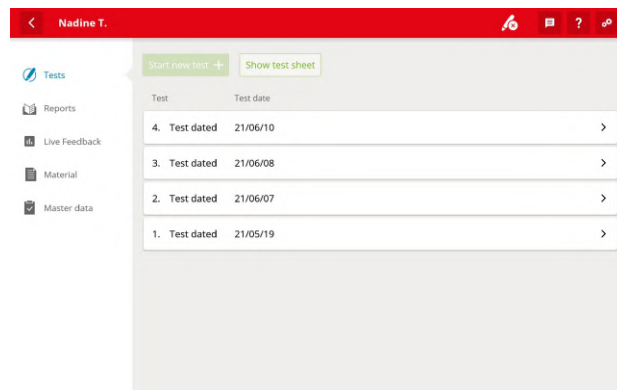 Nadine T.
?
Tests
Reports
Live Feedback
Material
Master data
Start new test +
Show test sheet
Test Test date
4. Test dated 21/06/10
3. Test dated 21/06/08
2. Test dated 21/06/07
1. Test dated 21/05/19